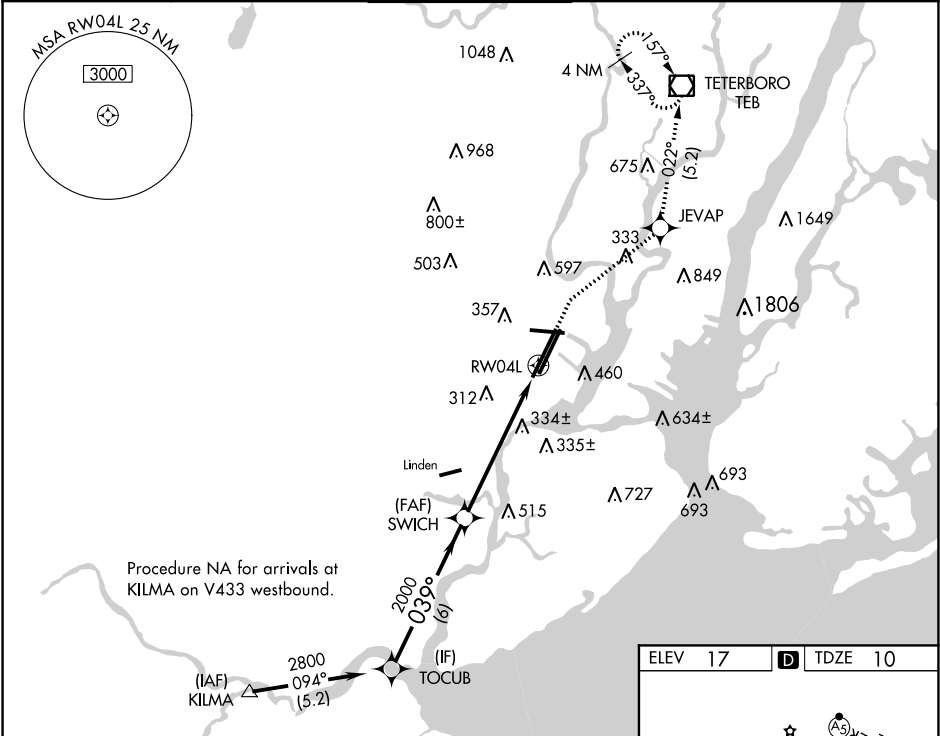 MSA RW04L 25 NM
3000
1048
4 NM
157°
337°
TETERBORO
TEB
968
675
022°
(5.2)
800±
JEVAP
1649
503
333
597
849
357
1806
RW04L
460
312
334±
634±
335±
Linden
693
727
693
(FAF)
SWICH
515
Procedure NA for arrivals at
KILMA on V433 westbound.
2000
039°
(6)
(IF)
TOCUB
2800
094°
(5.2)
(IAF)
KILMA
ELEV 17
D
TDZE 10
A5